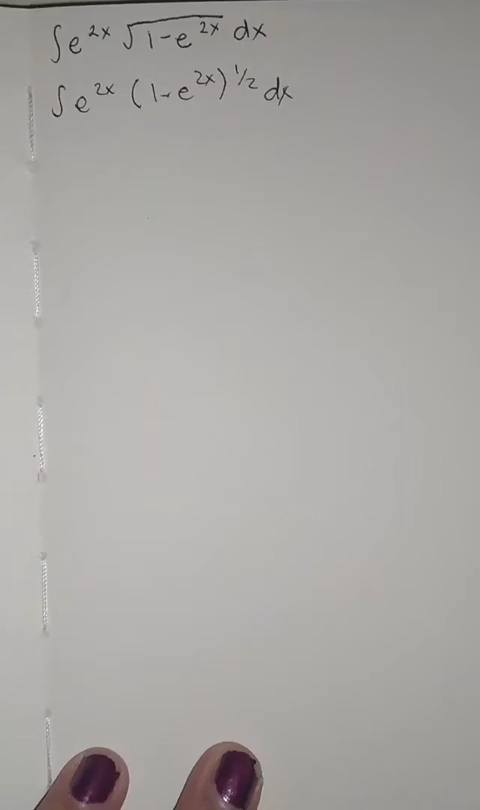 ∫e^{2x} √(1-e^{2x}) dx
∫e^{2x} (1-e^{2x})^{1/2} dx